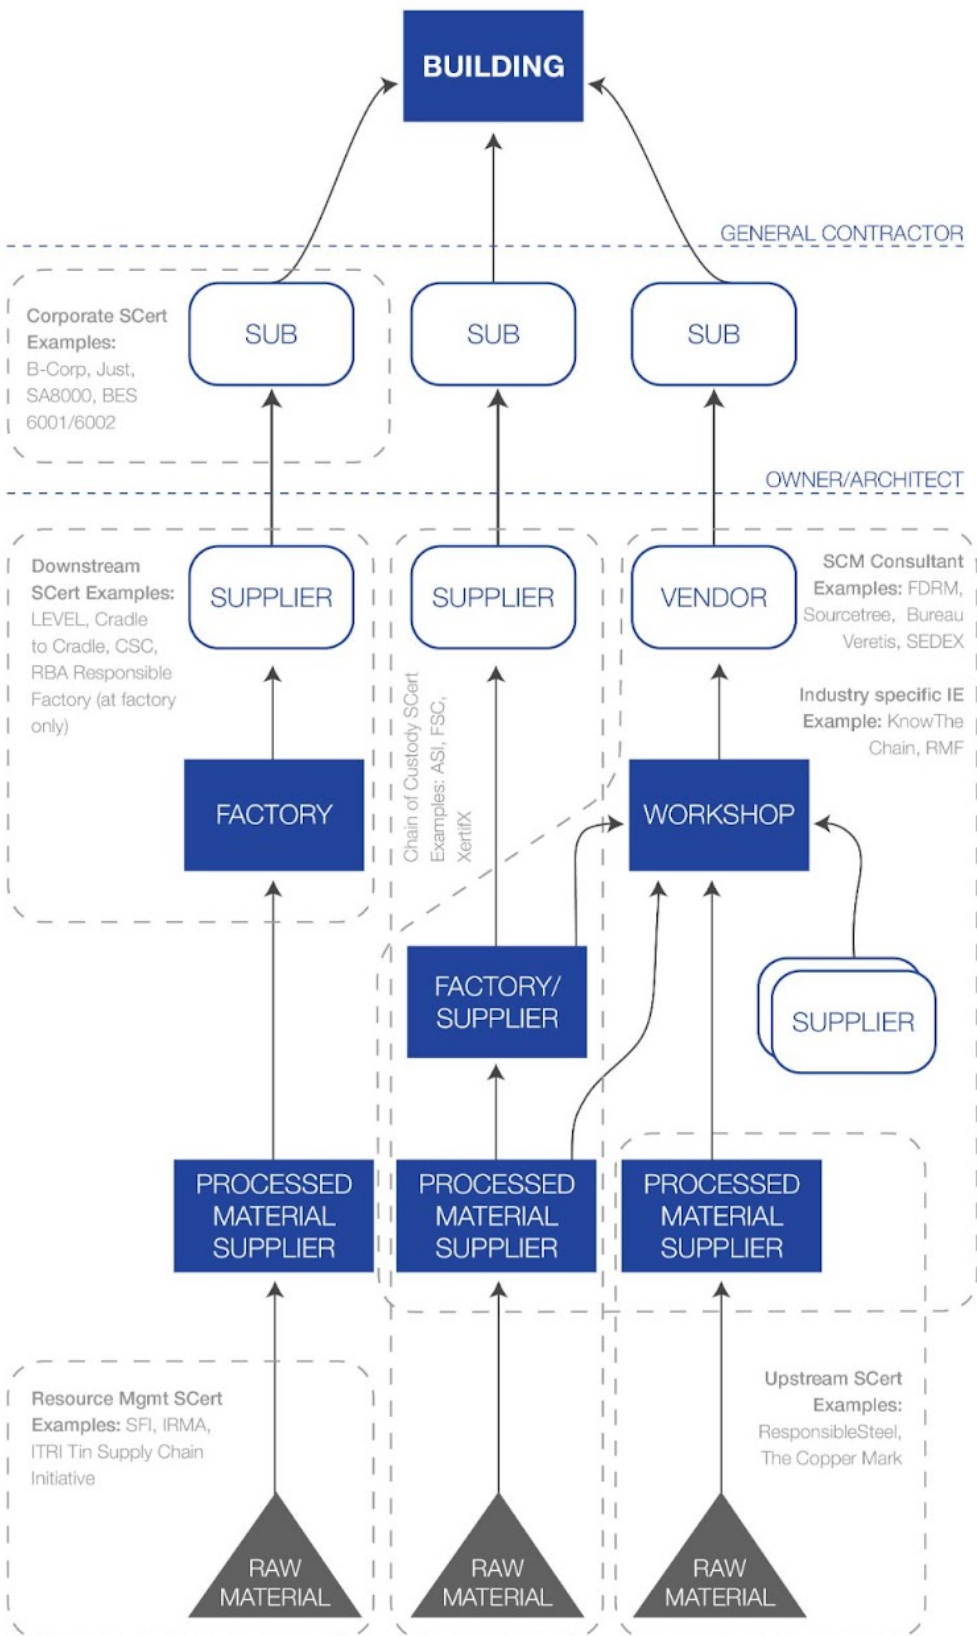 BUILDING
GENERAL CONTRACTOR
Corporate SCert
Examples:
B-Corp, Just,
SA8000, BES
6001/6002
SUB
SUB
SUB
OWNER/ARCHITECT
Downstream
SCert Examples:
LEVEL, Cradle
to Cradle, CSC,
RBA Responsible
Factory (at factory
only)
SUPPLIER
SUPPLIER
VENDOR
SCM Consultant
Examples: FDRM,
Sourcetree, Bureau
Veretis, SEDEX
Industry specific IE
Example: KnowThe
Chain, RMF
Chain of Custody SCert
Examples: ASI, FSC,
XertifX
FACTORY
WORKSHOP
FACTORY/
SUPPLIER
SUPPLIER
PROCESSED
MATERIAL
SUPPLIER
PROCESSED
MATERIAL
SUPPLIER
PROCESSED
MATERIAL
SUPPLIER
Resource Mgmt SCert
Examples: SFI, IRMA,
ITRI Tin Supply Chain
Initiative
Upstream SCert
Examples:
ResponsibleSteel,
The Copper Mark
RAW
MATERIAL
RAW
MATERIAL
RAW
MATERIAL